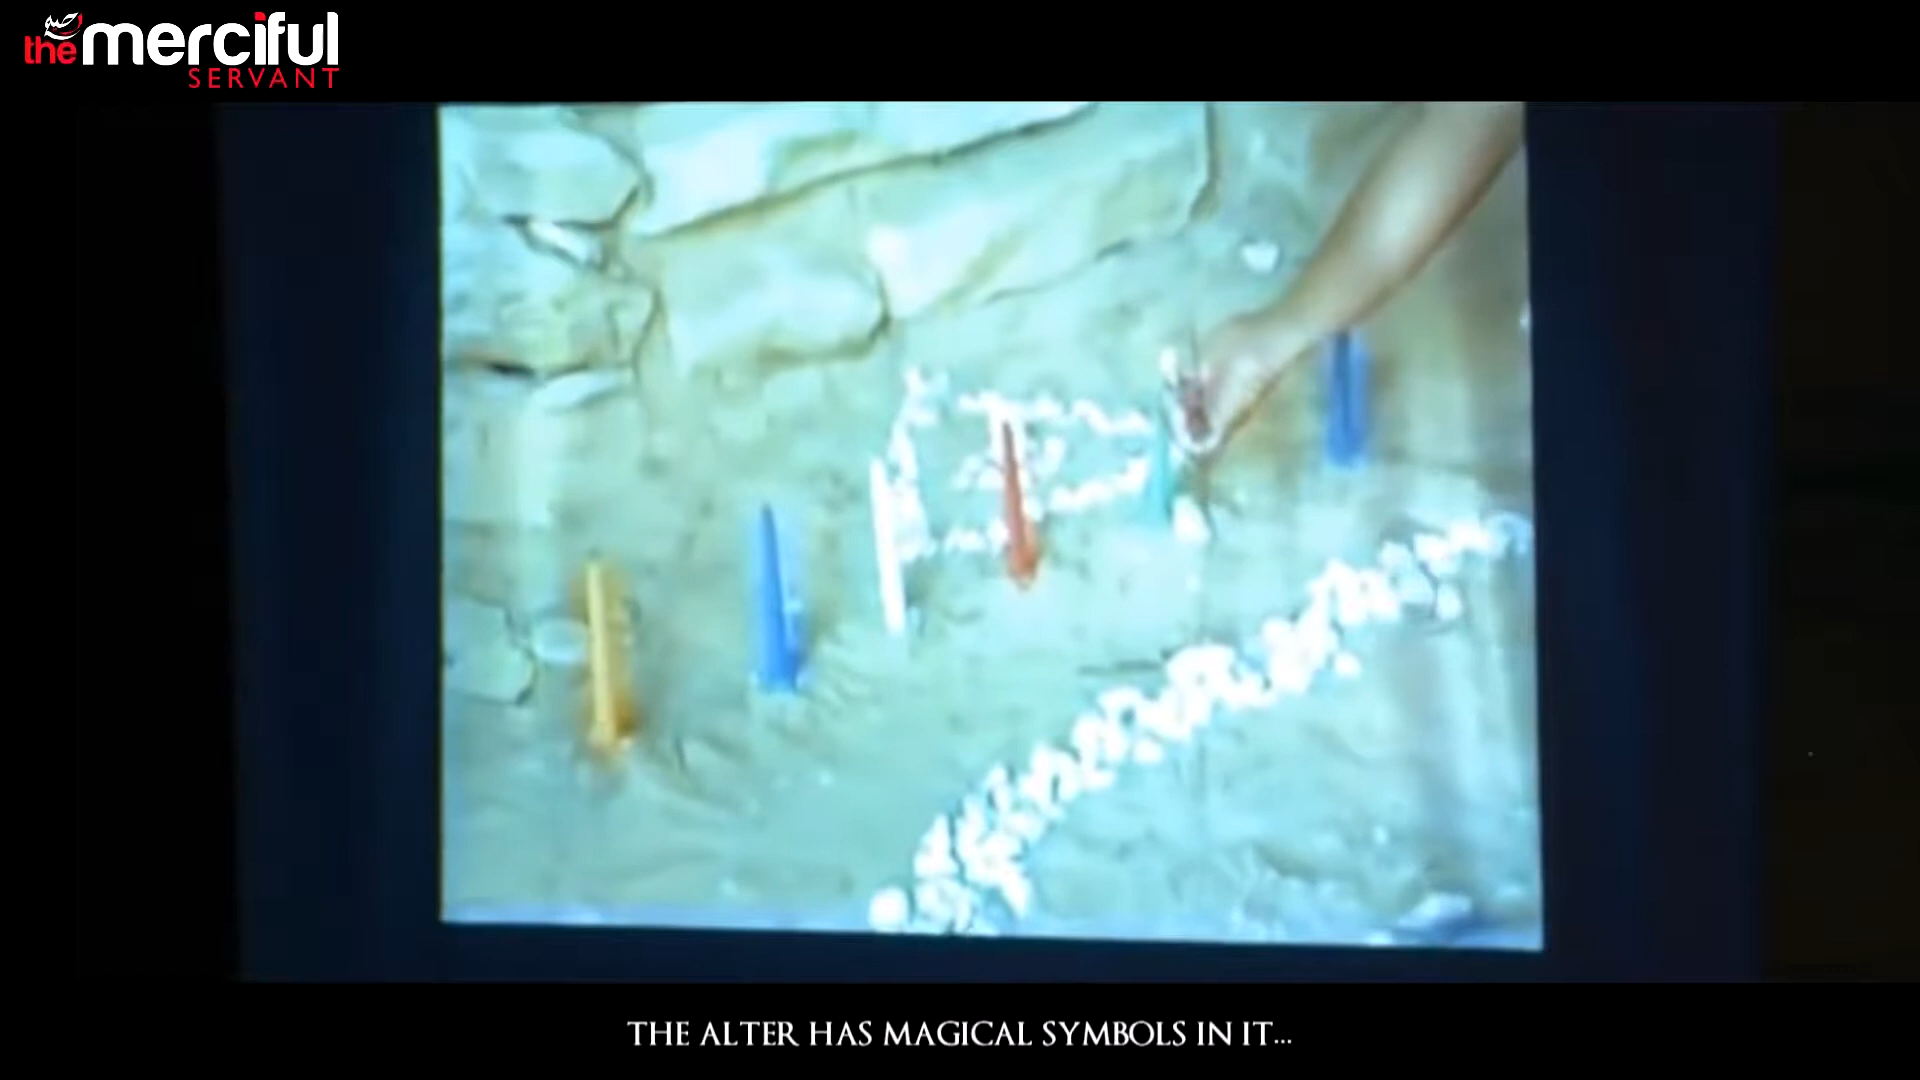 the merciful
SERVANT
THE ALTER HAS MAGICAL SYMBOLS IN IT...